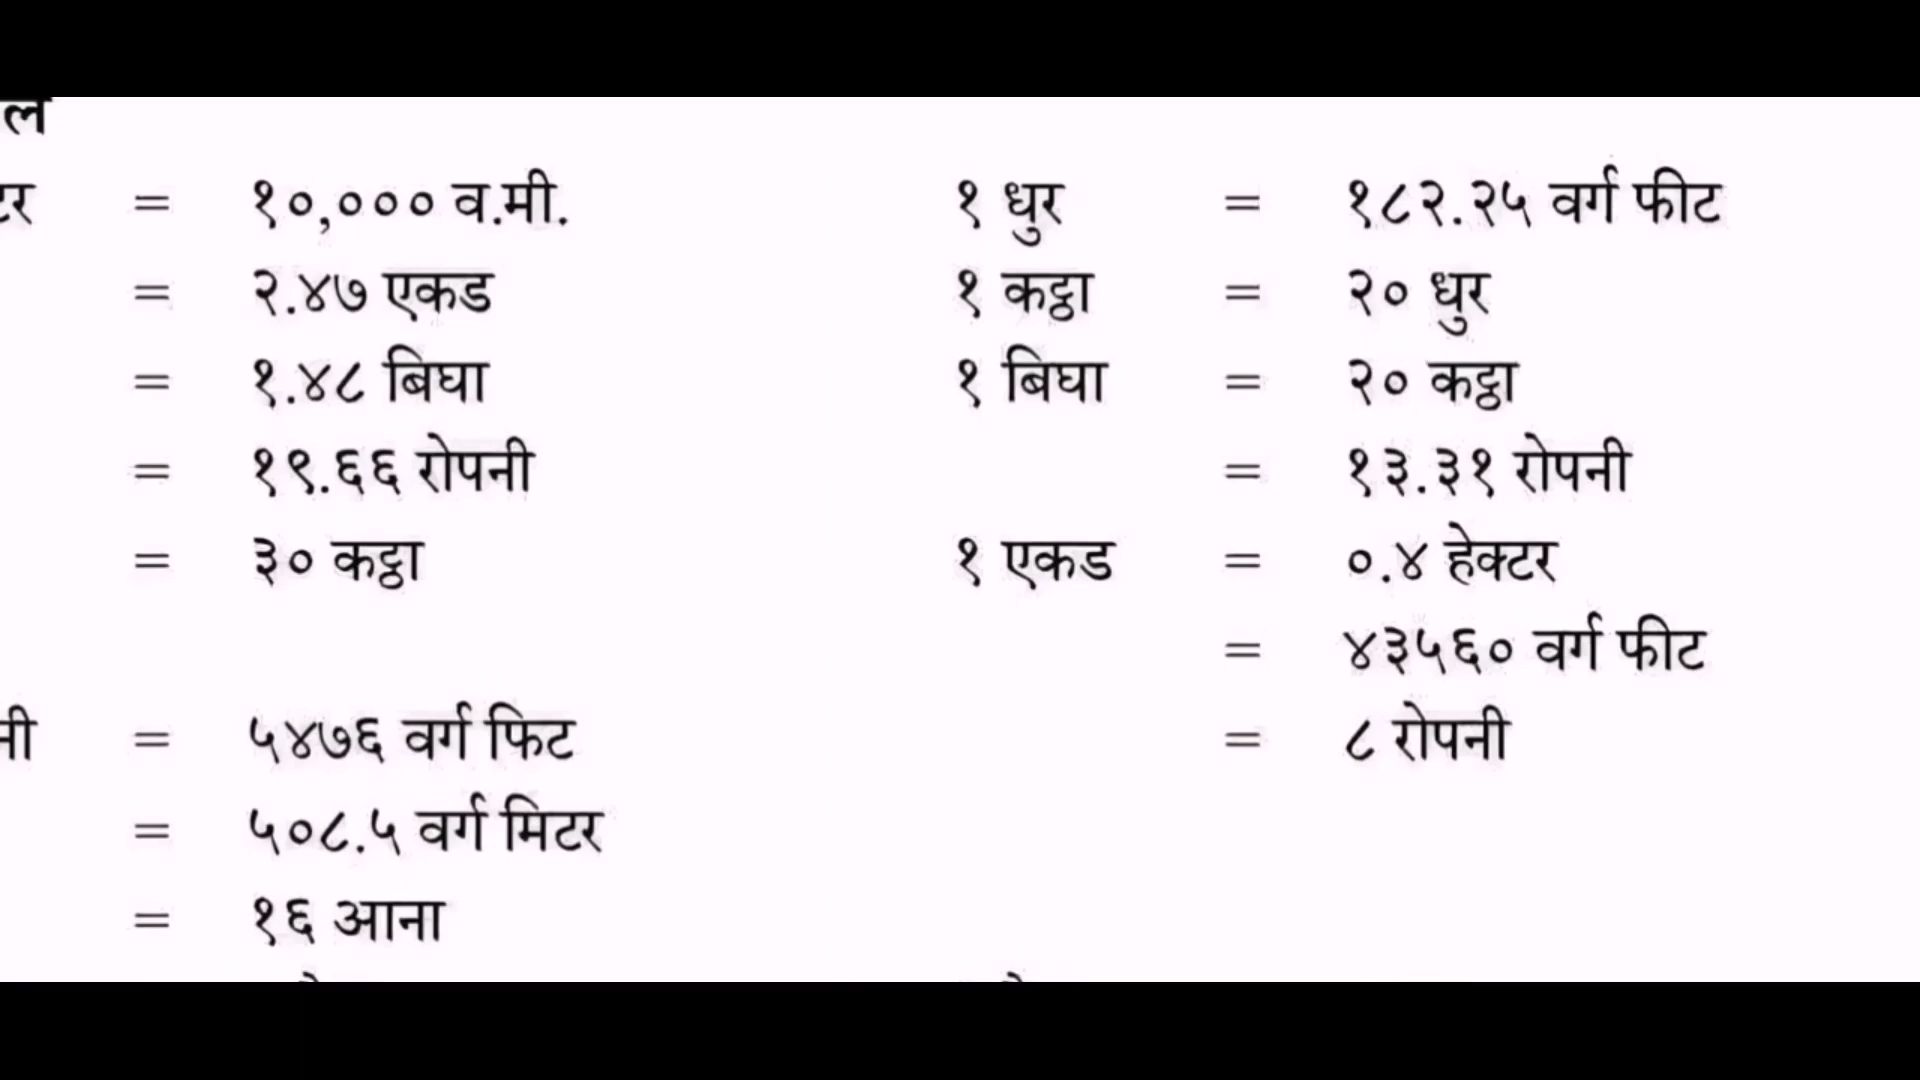 ल
टर = १०,००० व.मी. १ धुर = १८२.२५ वर्ग फीट
= २.४७ एकड १ कट्ठा = २० धुर
= १.४८ बिघा १ बिघा = २० कट्ठा
= १९.६६ रोपनी = १३.३१ रोपनी
= ३० कट्ठा १ एकड = ०.४ हेक्टर
= ४३५६० वर्ग फीट
नी = ५४७६ वर्ग फिट = ८ रोपनी
= ५०८.५ वर्ग मिटर
= १६ आना